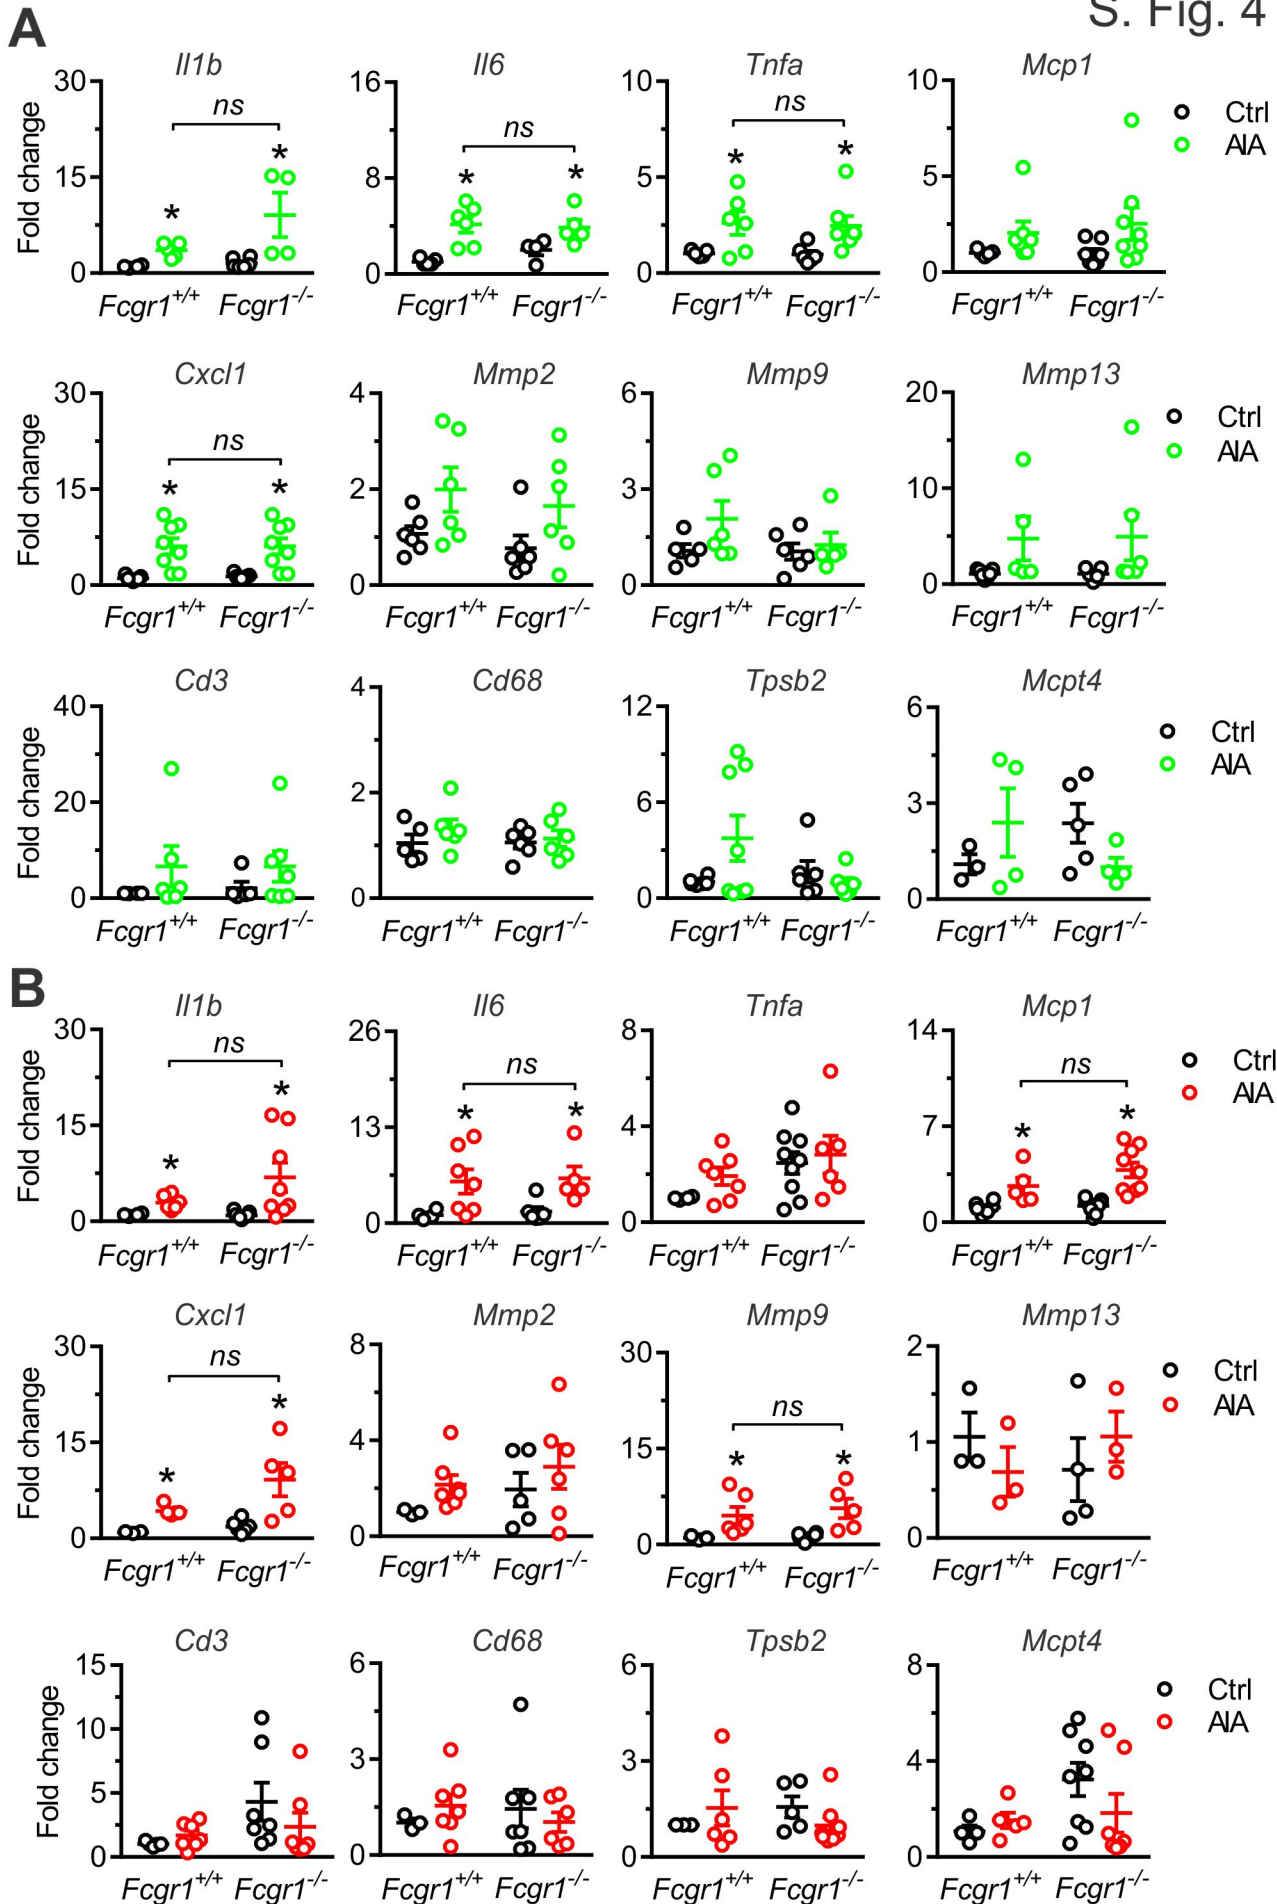 S. Fig. 4
A
Il1b Il6 Tnfa Mcp1
Fold change
30 15 0
ns
* *
16 8 0
ns
* *
10 5 0
ns
* *
10 5 0
Ctrl
AIA
Fcgr1+/+ Fcgr1-/- Fcgr1+/+ Fcgr1-/- Fcgr1+/+ Fcgr1-/- Fcgr1+/+ Fcgr1-/-
Cxcl1 Mmp2 Mmp9 Mmp13
Fold change
30 15 0
ns
* *
4 2 0
6 3 0
20 10 0
Ctrl
AIA
Fcgr1+/+ Fcgr1-/- Fcgr1+/+ Fcgr1-/- Fcgr1+/+ Fcgr1-/- Fcgr1+/+ Fcgr1-/-
Cd3 Cd68 Tpsb2 Mcpt4
Fold change
40 20 0
4 2 0
12 6 0
6 3 0
Ctrl
AIA
Fcgr1+/+ Fcgr1-/- Fcgr1+/+ Fcgr1-/- Fcgr1+/+ Fcgr1-/- Fcgr1+/+ Fcgr1-/-
B
Il1b Il6 Tnfa Mcp1
Fold change
30 15 0
ns
* *
26 13 0
ns
* *
8 4 0
14 7 0
ns
* *
Ctrl
AIA
Fcgr1+/+ Fcgr1-/- Fcgr1+/+ Fcgr1-/- Fcgr1+/+ Fcgr1-/- Fcgr1+/+ Fcgr1-/-
Cxcl1 Mmp2 Mmp9 Mmp13
Fold change
30 15 0
ns
* *
8 4 0
30 15 0
ns
* *
2 1 0
Ctrl
AIA
Fcgr1+/+ Fcgr1-/- Fcgr1+/+ Fcgr1-/- Fcgr1+/+ Fcgr1-/- Fcgr1+/+ Fcgr1-/-
Cd3 Cd68 Tpsb2 Mcpt4
Fold change
15 10 5 0
6 3 0
6 3 0
8 4 0
Ctrl
AIA
Fcgr1+/+ Fcgr1-/- Fcgr1+/+ Fcgr1-/- Fcgr1+/+ Fcgr1-/- Fcgr1+/+ Fcgr1-/-